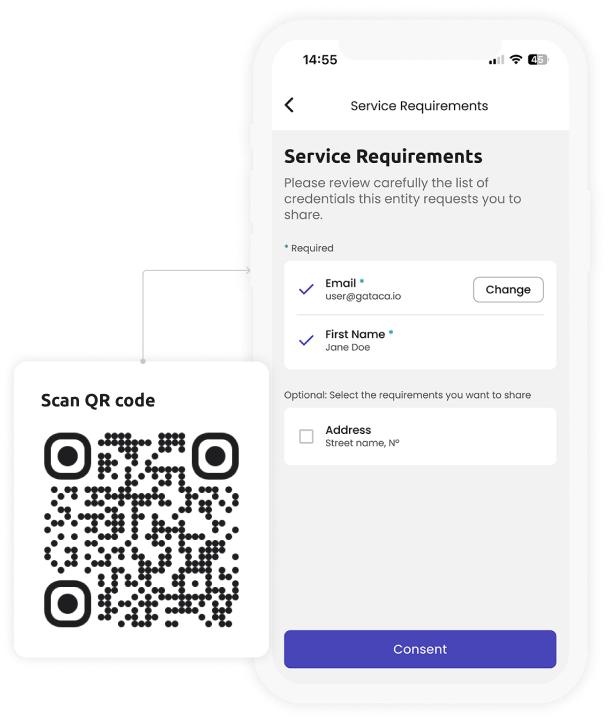 14:55
45
Service Requirements
Service Requirements
Please review carefully the list of
credentials this entity requests you to
share.
* Required
Email *
user@gataca.io
Change
First Name *
Jane Doe
Optional: Select the requirements you want to share
Address
Street name, Nº
Consent
Scan QR code